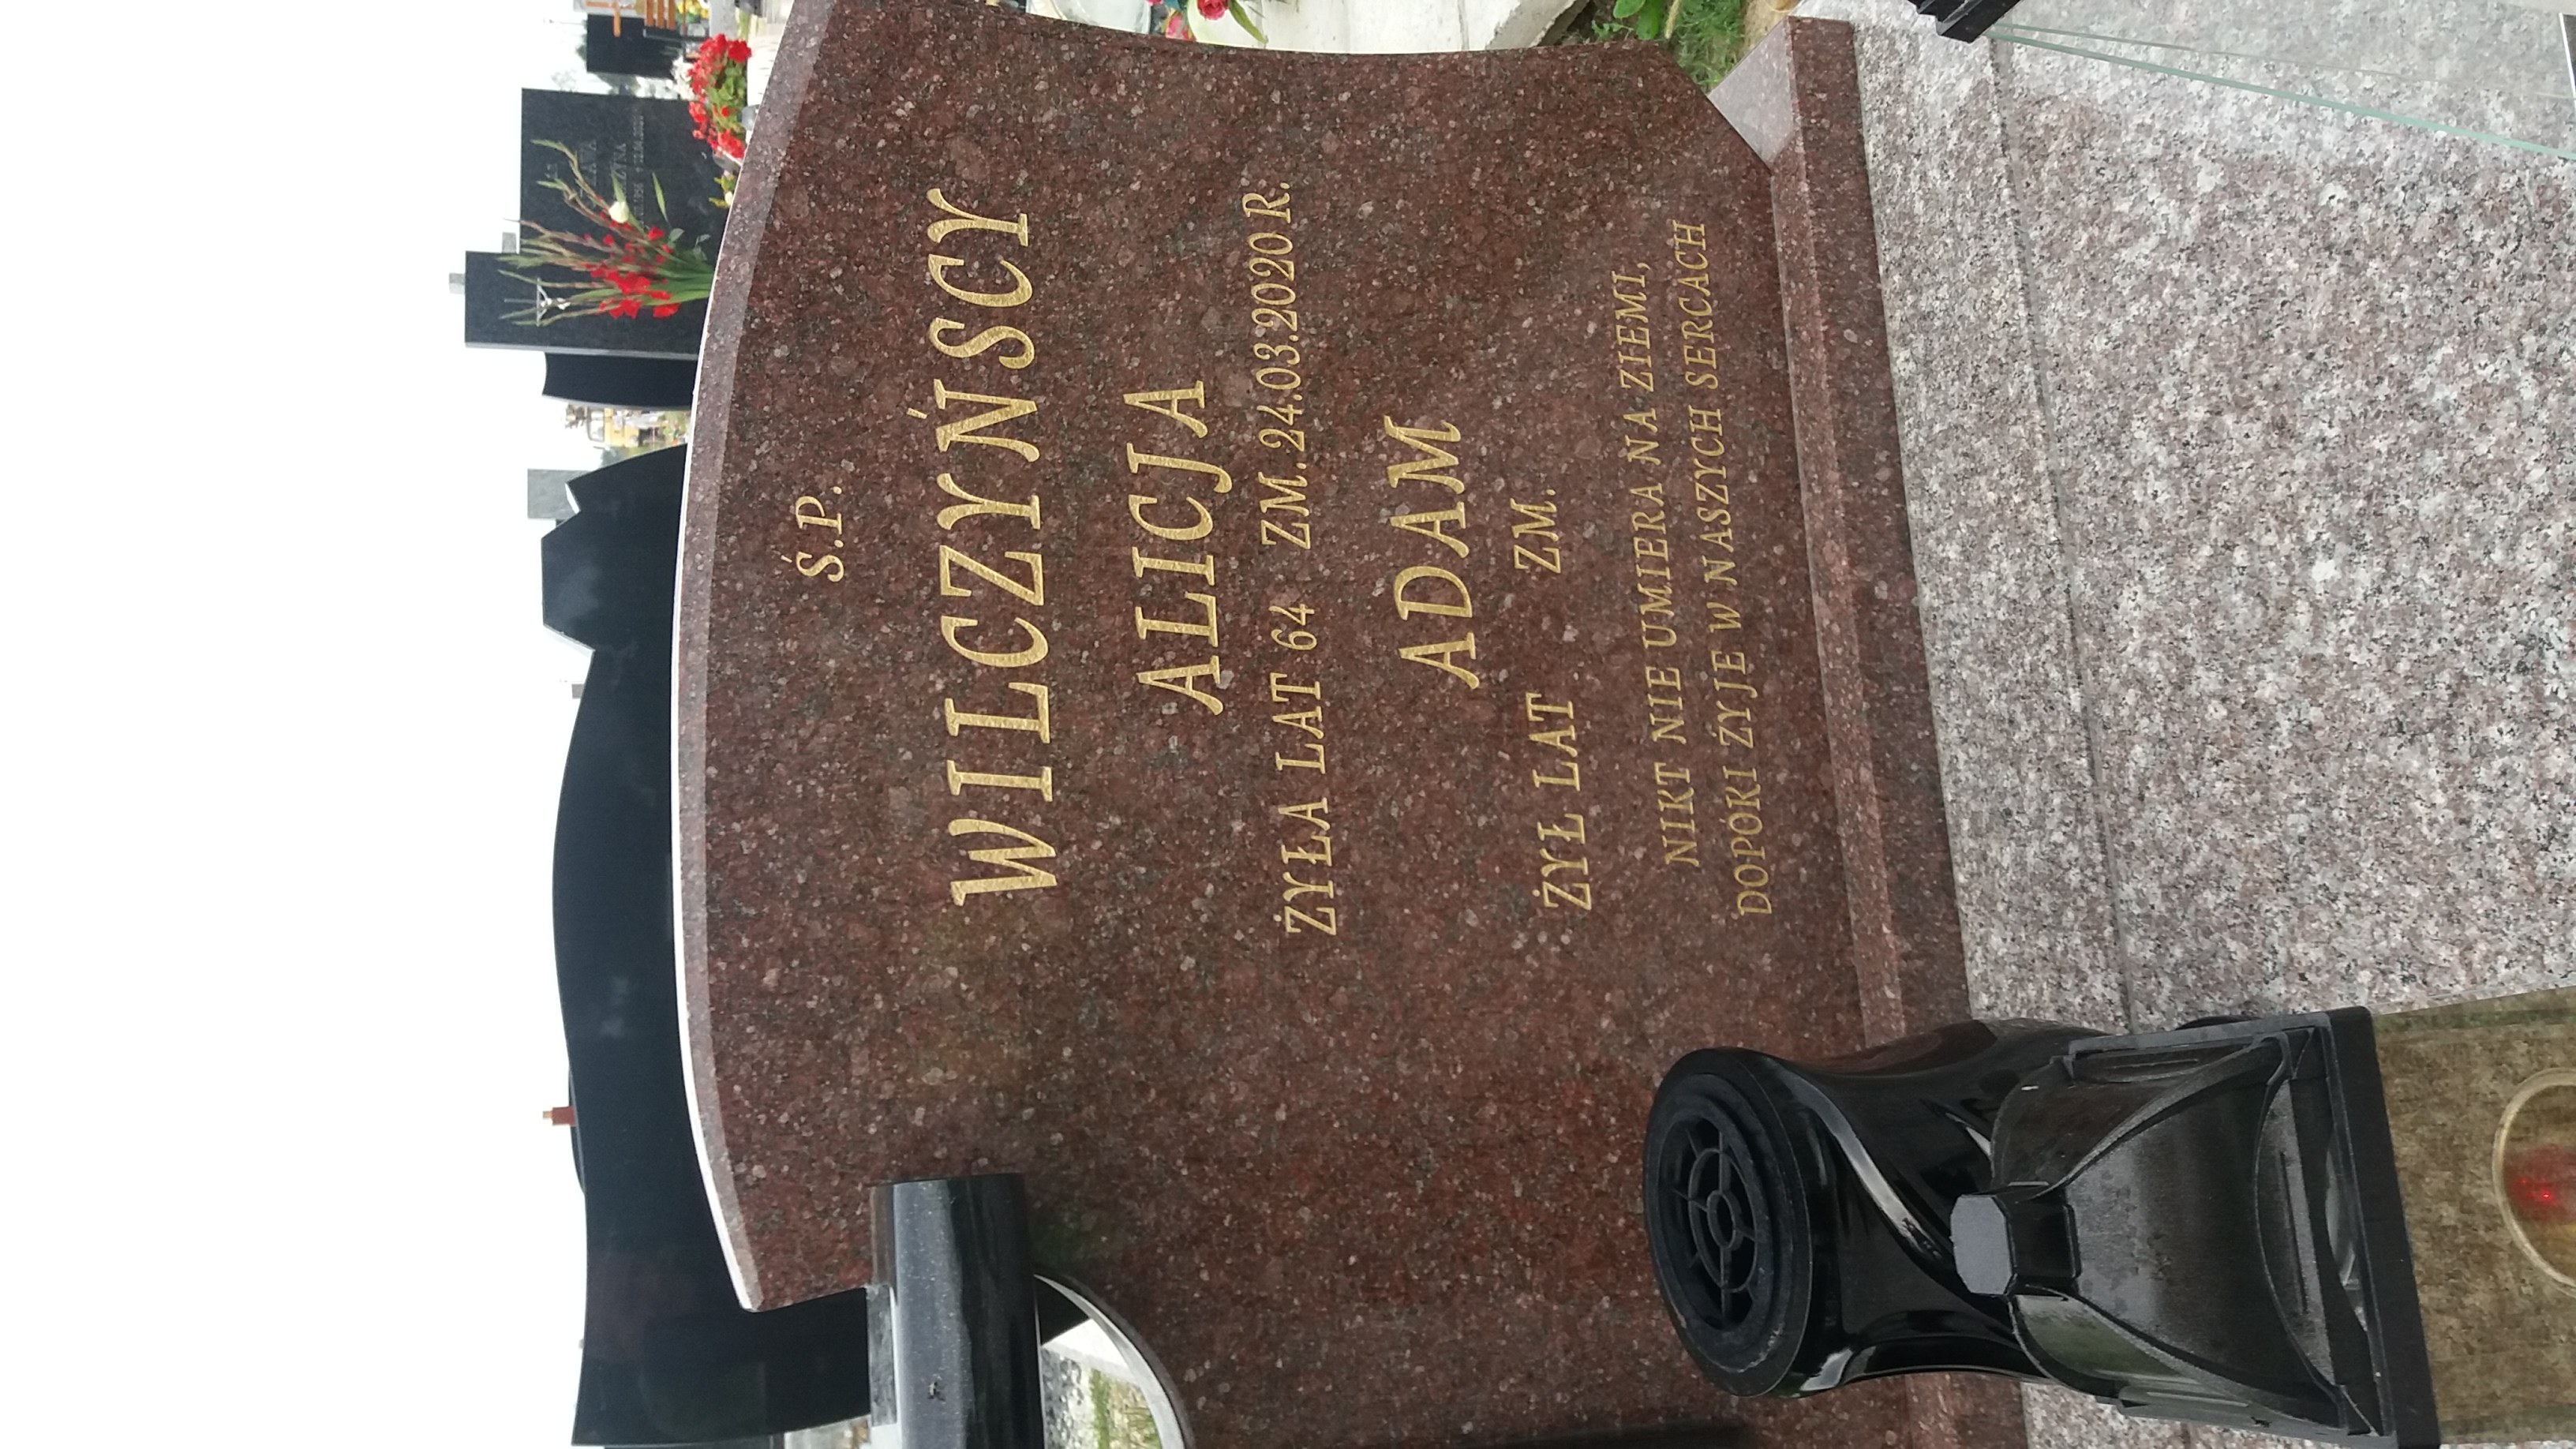 Ś.P.
WILCZYŃSCY
ALICJA
ŻYŁA LAT 64 ZM. 24.03.2020 R.
ADAM
ŻYŁ LAT ZM.
NIKT NIE UMIERA NA ZIEMI,
DOPOKI ŻYJE W NASZYCH SERCACH